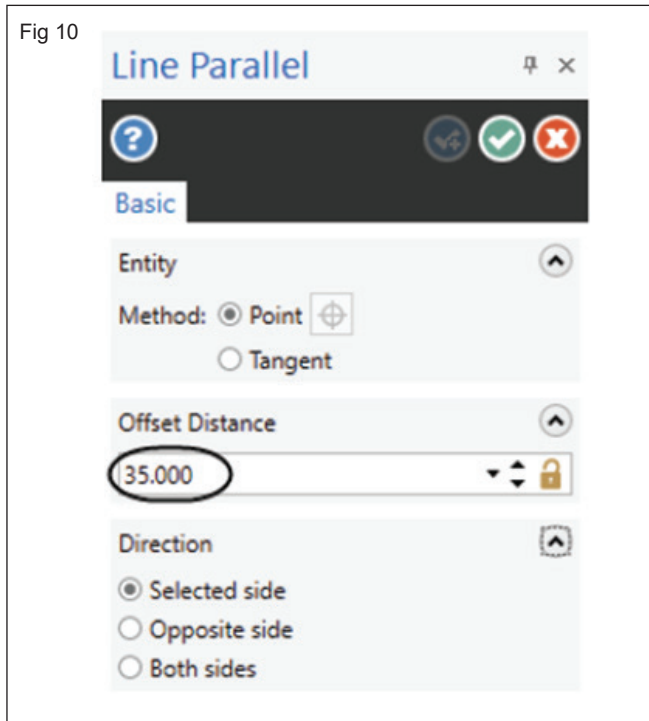 Fig 10
Line Parallel
Basic
Entity
Method: Point
Tangent
Offset Distance
35.000
Direction
Selected side
Opposite side
Both sides